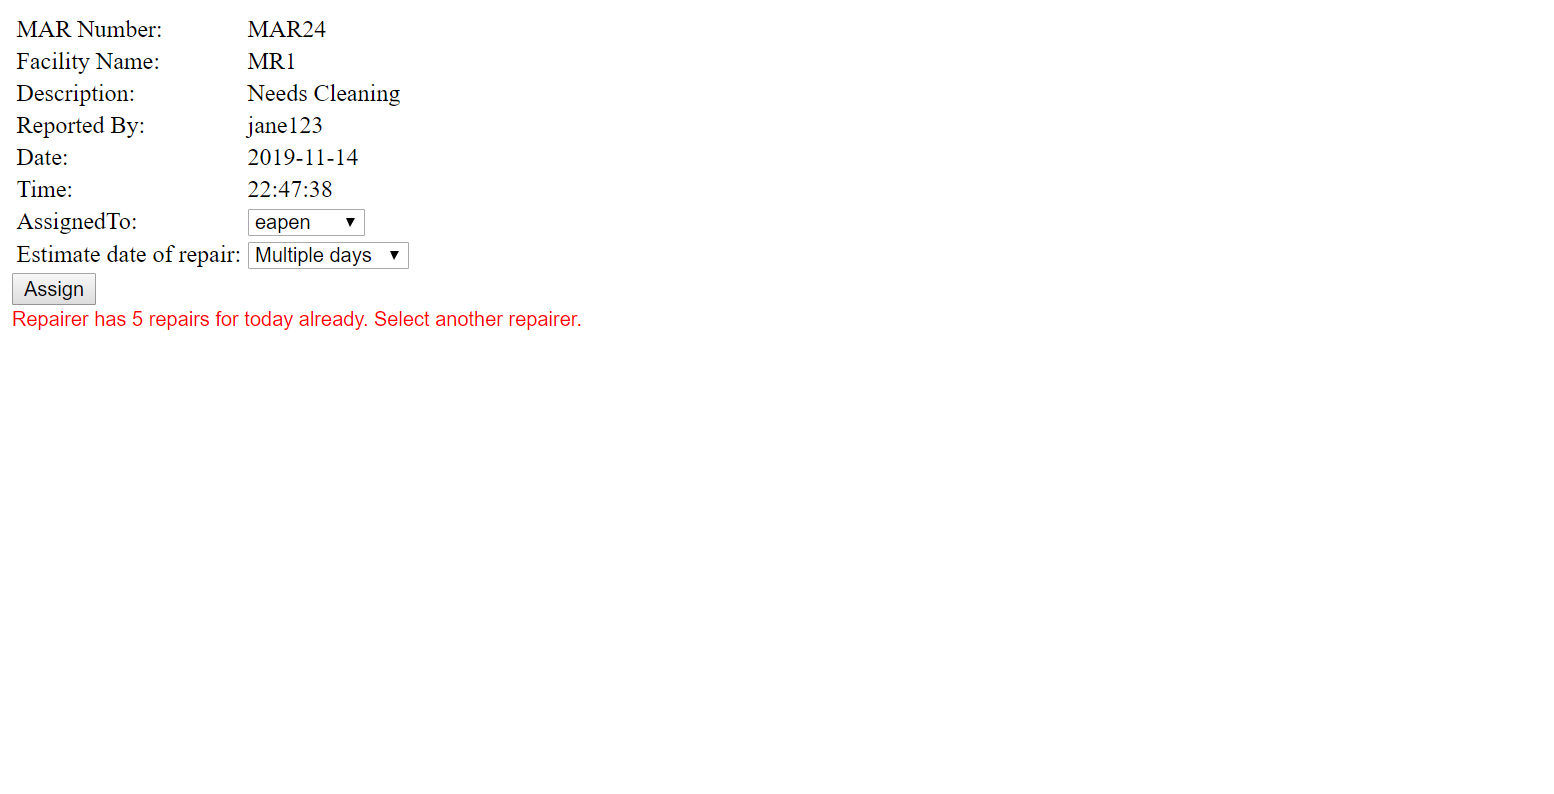 MAR Number: MAR24
Facility Name: MR1
Description: Needs Cleaning
Reported By: jane123
Date: 2019-11-14
Time: 22:47:38
AssignedTo: eapen
Estimate date of repair: Multiple days
Assign
Repairer has 5 repairs for today already. Select another repairer.